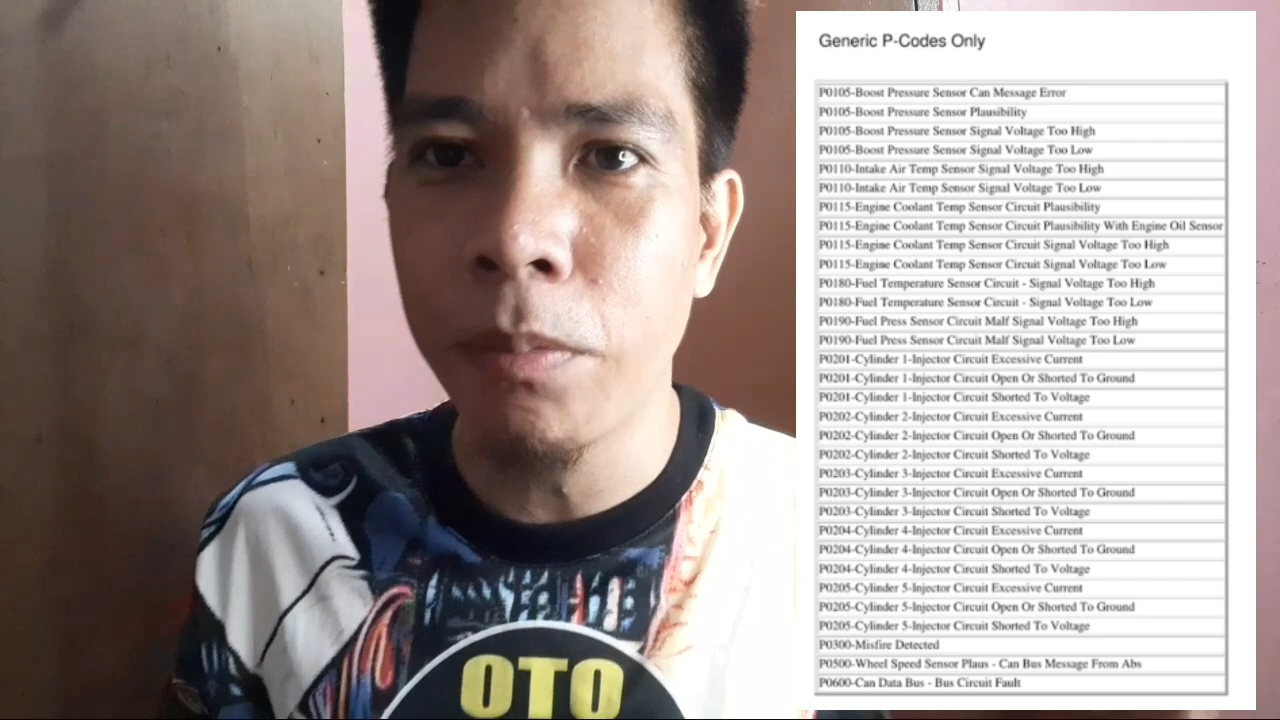 Generic P-Codes Only
P0105-Boost Pressure Sensor Can Message Error
P0105-Boost Pressure Sensor Plausibility
P0105-Boost Pressure Sensor Signal Voltage Too High
P0105-Boost Pressure Sensor Signal Voltage Too Low
P0110-Intake Air Temp Sensor Signal Voltage Too High
P0110-Intake Air Temp Sensor Signal Voltage Too Low
P0115-Engine Coolant Temp Sensor Circuit Plausibility
P0115-Engine Coolant Temp Sensor Circuit Plausibility With Engine Oil Sensor
P0115-Engine Coolant Temp Sensor Circuit Signal Voltage Too High
P0115-Engine Coolant Temp Sensor Circuit Signal Voltage Too Low
P0180-Fuel Temperature Sensor Circuit - Signal Voltage Too High
P0180-Fuel Temperature Sensor Circuit - Signal Voltage Too Low
P0190-Fuel Press Sensor Circuit Malf Signal Voltage Too High
P0190-Fuel Press Sensor Circuit Malf Signal Voltage Too Low
P0201-Cylinder 1-Injector Circuit Excessive Current
P0201-Cylinder 1-Injector Circuit Open Or Shorted To Ground
P0201-Cylinder 1-Injector Circuit Shorted To Voltage
P0202-Cylinder 2-Injector Circuit Excessive Current
P0202-Cylinder 2-Injector Circuit Open Or Shorted To Ground
P0202-Cylinder 2-Injector Circuit Shorted To Voltage
P0203-Cylinder 3-Injector Circuit Excessive Current
P0203-Cylinder 3-Injector Circuit Open Or Shorted To Ground
P0203-Cylinder 3-Injector Circuit Shorted To Voltage
P0204-Cylinder 4-Injector Circuit Excessive Current
P0204-Cylinder 4-Injector Circuit Open Or Shorted To Ground
P0204-Cylinder 4-Injector Circuit Shorted To Voltage
P0205-Cylinder 5-Injector Circuit Excessive Current
P0205-Cylinder 5-Injector Circuit Open Or Shorted To Ground
P0205-Cylinder 5-Injector Circuit Shorted To Voltage
P0300-Misfire Detected
P0500-Wheel Speed Sensor Plaus - Can Bus Message From Abs
P0600-Can Data Bus - Bus Circuit Fault
OTO